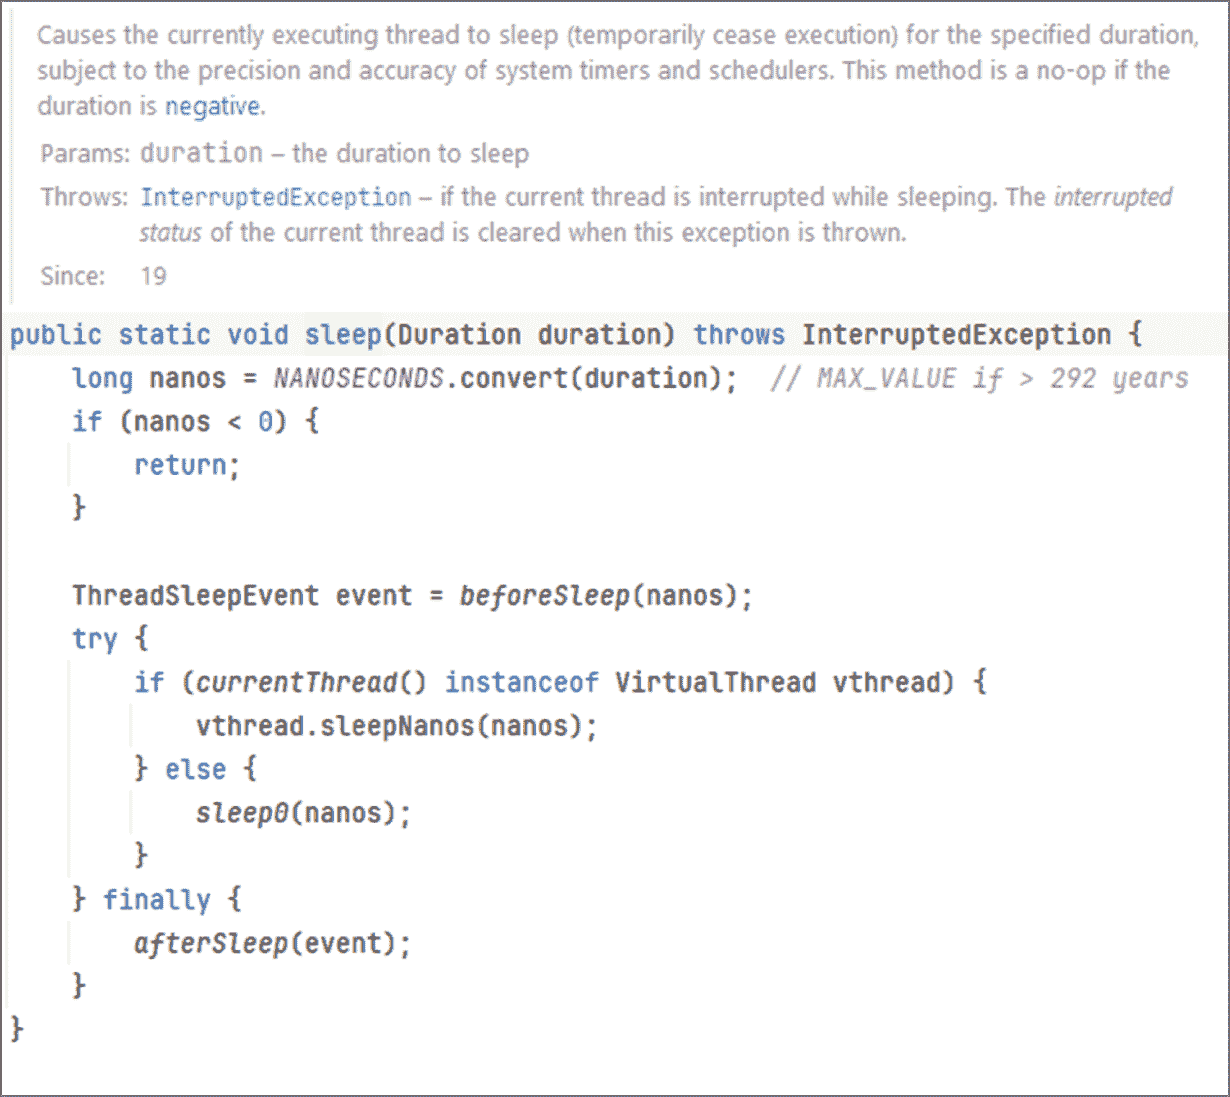 Causes the currently executing thread to sleep (temporarily cease execution) for the specified duration,
subject to the precision and accuracy of system timers and schedulers. This method is a no-op if the
duration is negative.
Params: duration – the duration to sleep
Throws: InterruptedException – if the current thread is interrupted while sleeping. The interrupted
status of the current thread is cleared when this exception is thrown.
Since: 19
public static void sleep(Duration duration) throws InterruptedException {
    long nanos = NANOSECONDS.convert(duration);  // MAX_VALUE if > 292 years
    if (nanos < 0) {
        return;
    }

    ThreadSleepEvent event = beforeSleep(nanos);
    try {
        if (currentThread() instanceof VirtualThread vthread) {
            vthread.sleepNanos(nanos);
        } else {
            sleep0(nanos);
        }
    } finally {
        afterSleep(event);
    }
}